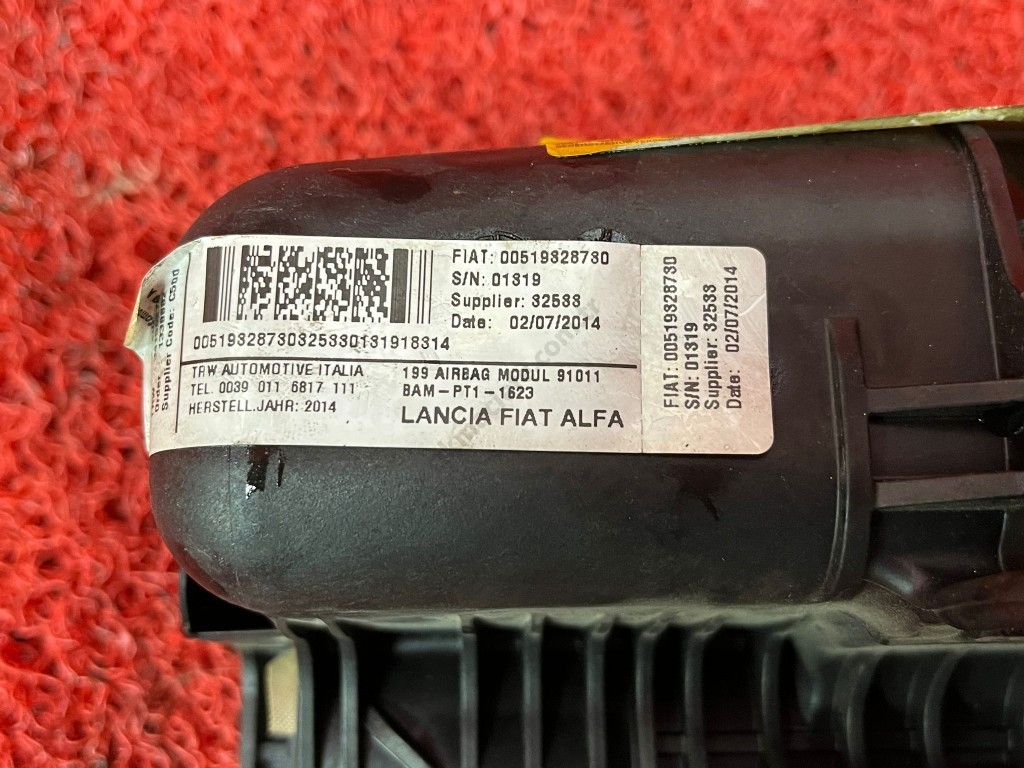 FIAT: 00519328730
S/N: 01319
Supplier: 32533
Date: 02/07/2014
00519328730325330131918314
TRW AUTOMOTIVE ITALIA
TEL. 0039 011 6817 111
HERSTELL.JAHR: 2014
199 AIRBAG MODUL 91011
BAM-PT1-1623
LANCIA FIAT ALFA
FIAT: 00519328730
S/N: 01319
Supplier: 32533
Date: 02/07/2014
Supplier Code: C500